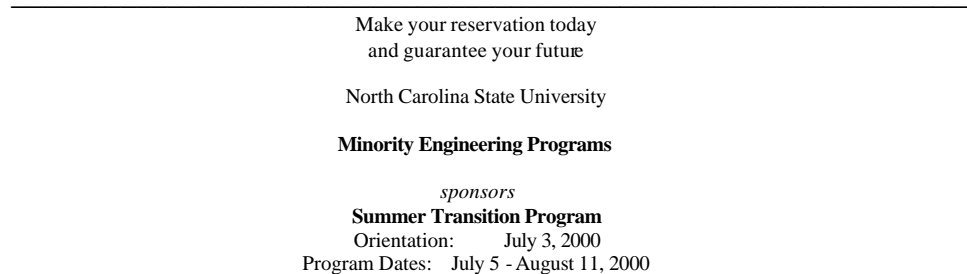 Make your reservation today
and guarantee your future
North Carolina State University
Minority Engineering Programs
sponsors
Summer Transition Program
Orientation: July 3, 2000
Program Dates: July 5 - August 11, 2000